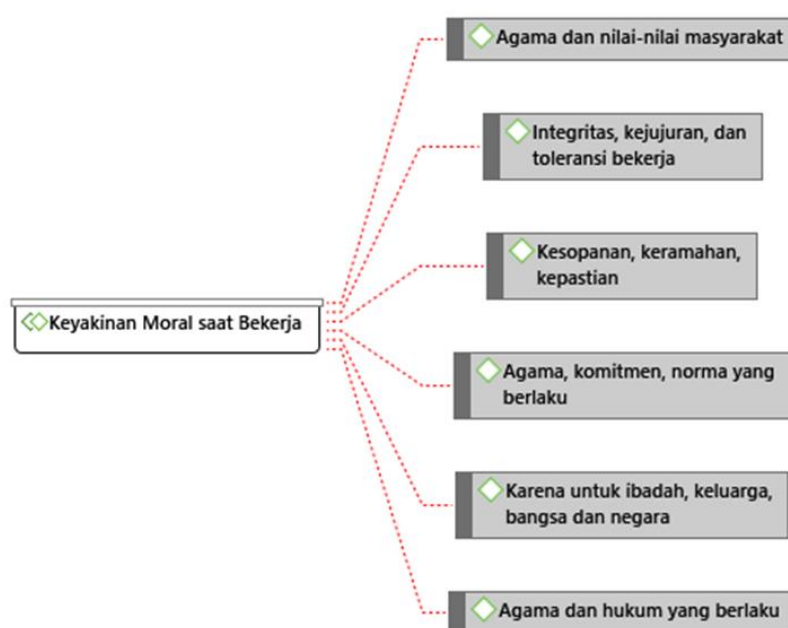 Agama dan nilai-nilai masyarakat
Integritas, kejujuran, dan
toleransi bekerja
Kesopanan, keramahan,
kepastian
Keyakinan Moral saat Bekerja
Agama, komitmen, norma yang
berlaku
Karena untuk ibadah, keluarga,
bangsa dan negara
Agama dan hukum yang berlaku